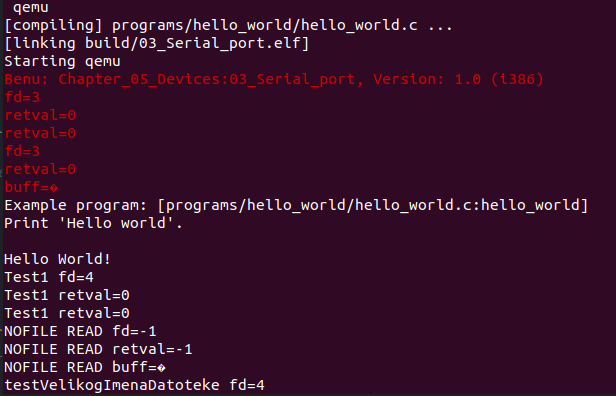 qemu
[compiling] programs/hello_world/hello_world.c ...
[linking build/03_Serial_port.elf]
Starting qemu
Benu: Chapter_05_Devices:03_Serial_port, Version: 1.0 (i386)
fd=3
retval=0
retval=0
fd=3
retval=0
buff=�
Example program: [programs/hello_world/hello_world.c:hello_world]
Print 'Hello world'.
Hello World!
Test1 fd=4
Test1 retval=0
Test1 retval=0
NOFILE READ fd=-1
NOFILE READ retval=-1
NOFILE READ buff=�
testVelikogImenaDatoteke fd=4